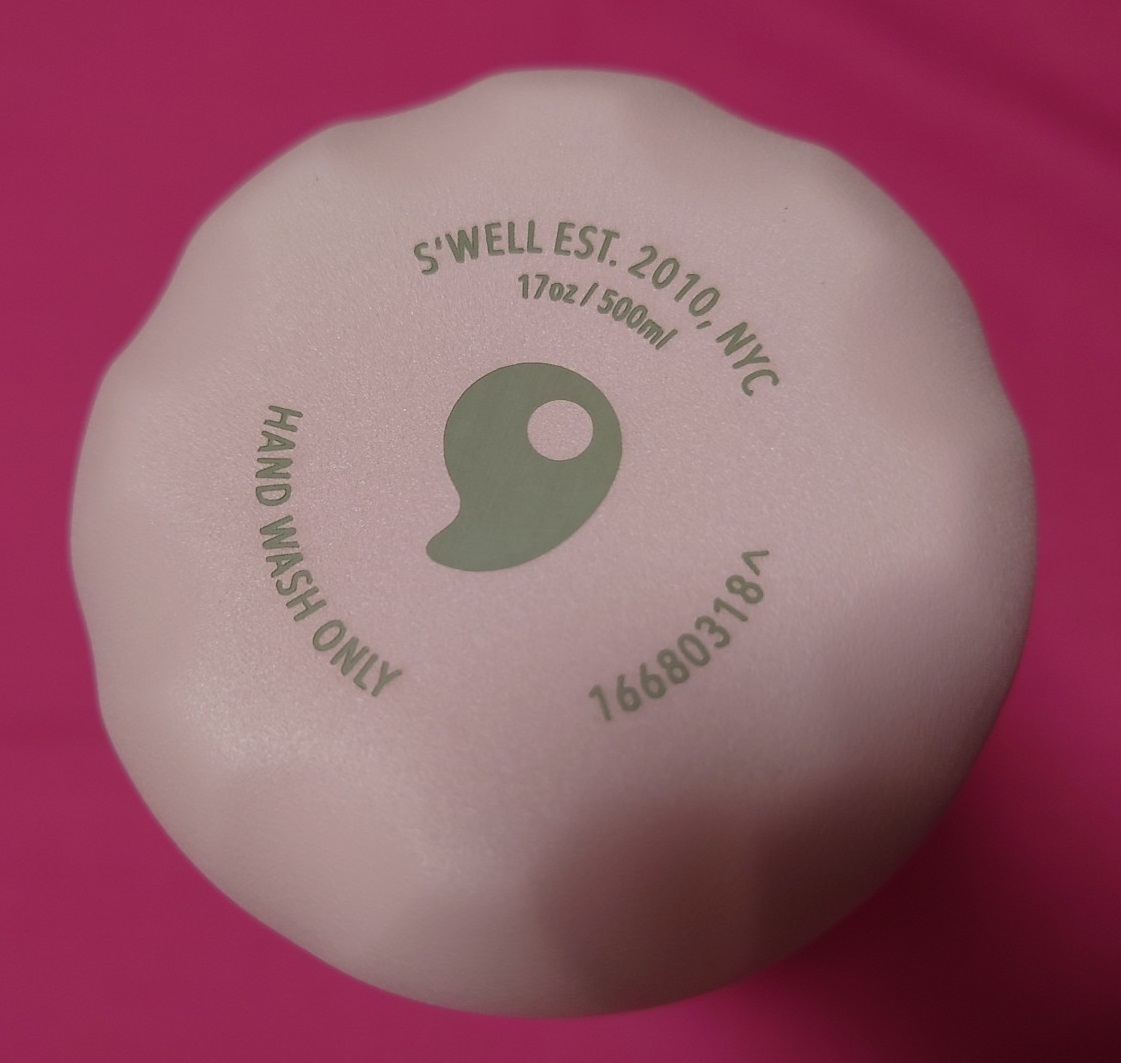 S'WELL EST. 2010, NYC
17oz / 500ml
HAND WASH ONLY
16680318^